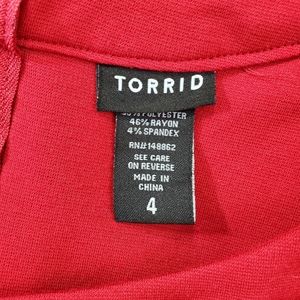 TORRID
POLYESTER
46% RAYON
4% SPANDEX
RN# 148862
SEE CARE
ON REVERSE
MADE IN
CHINA
4